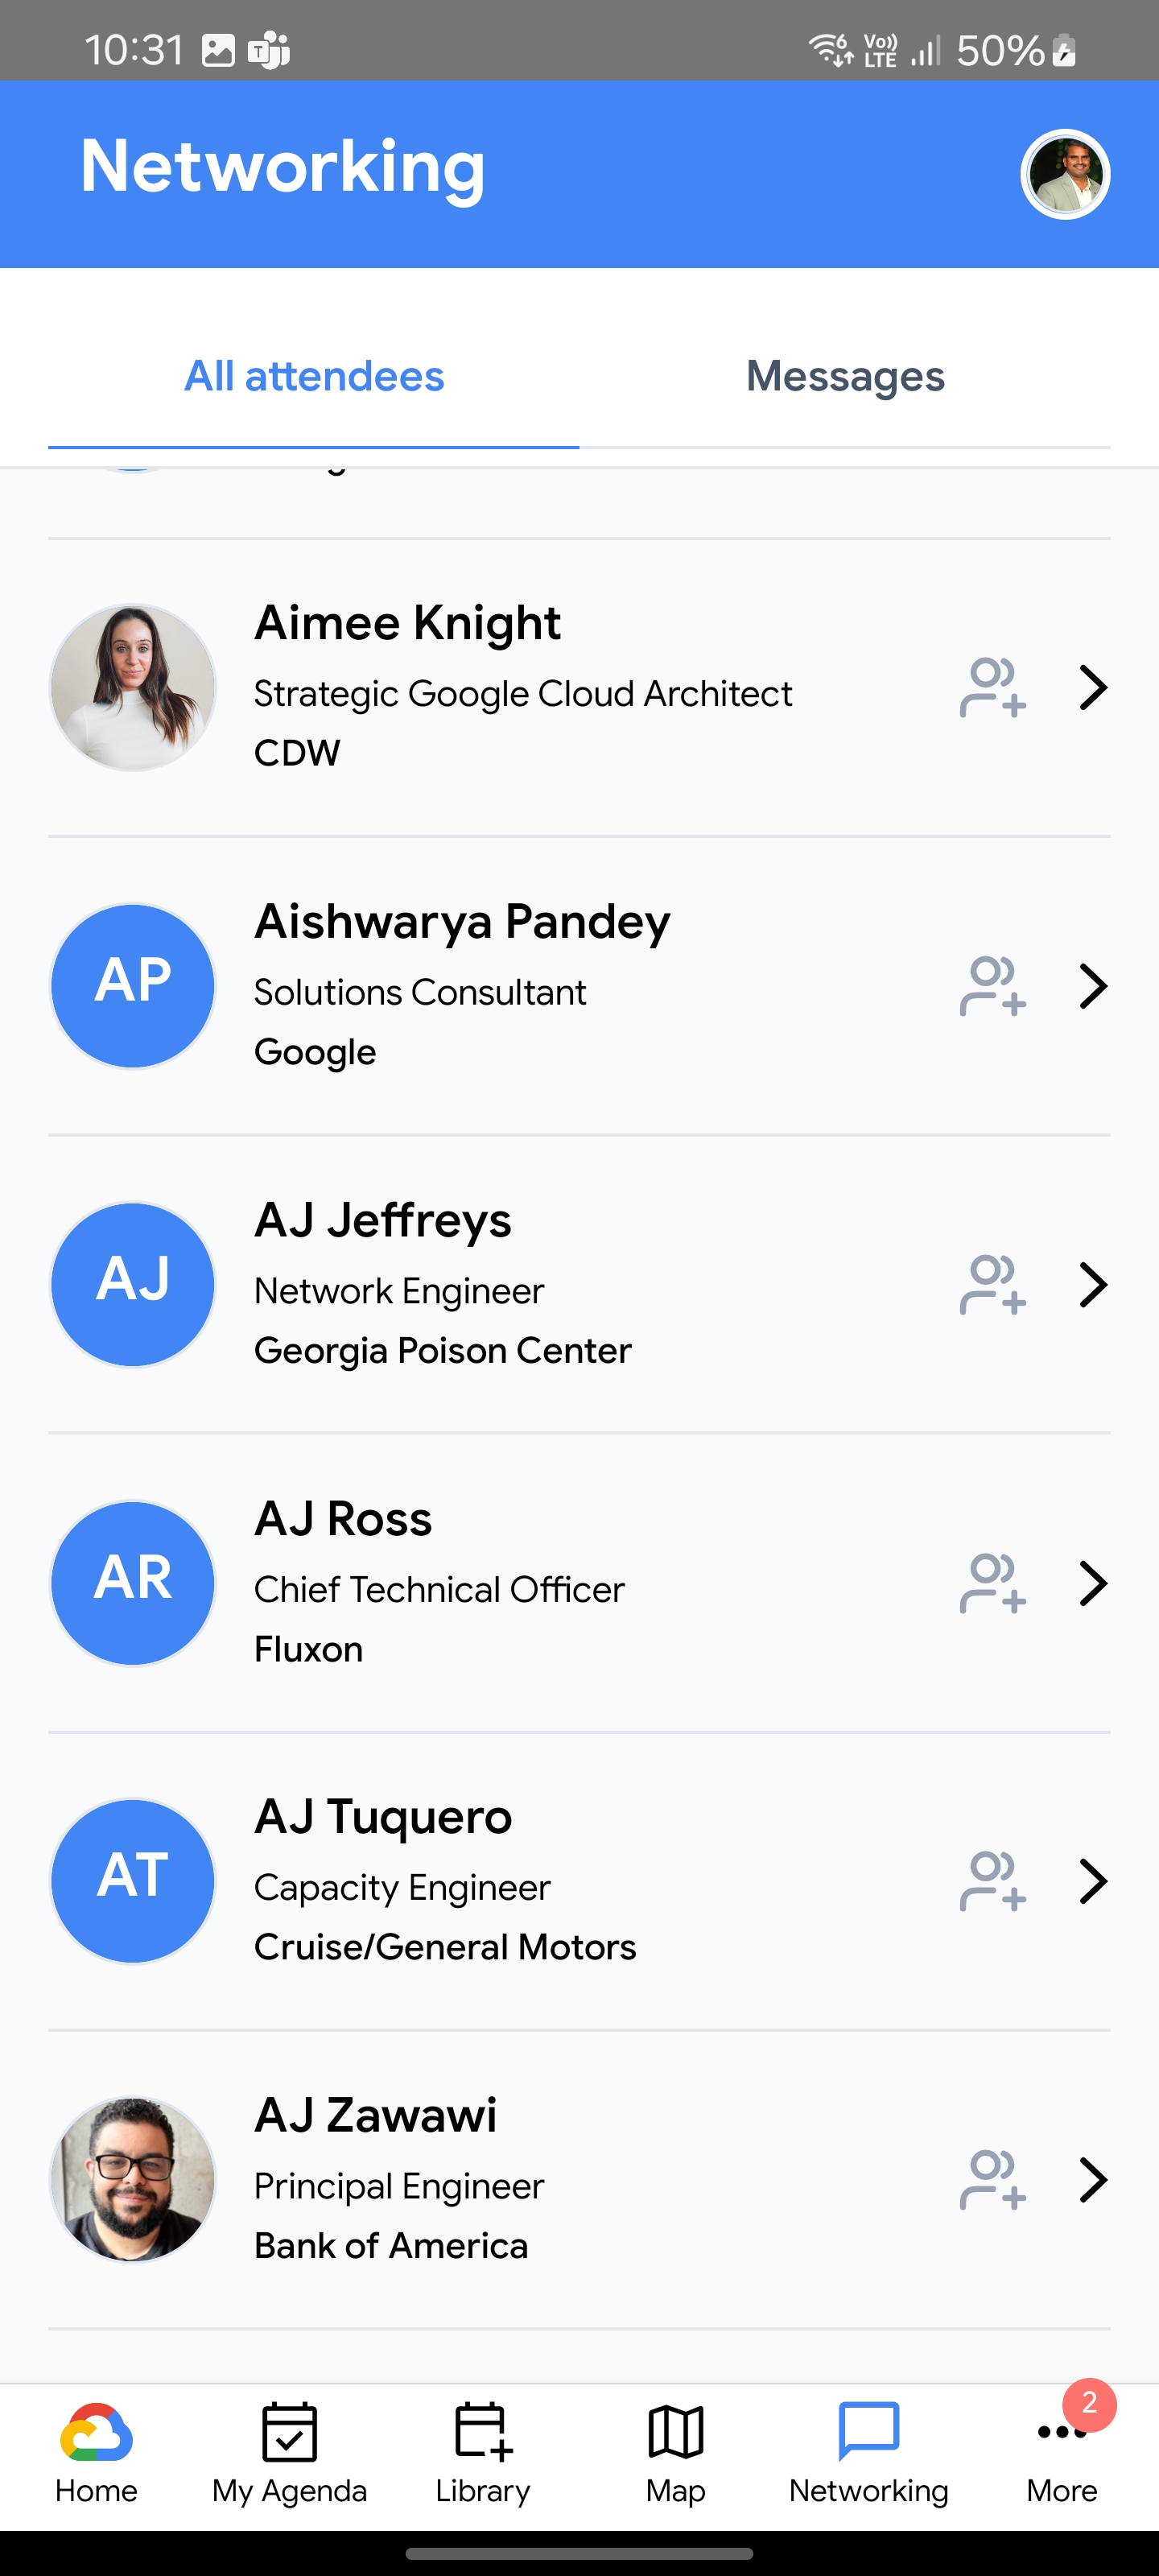 10:31
T
6
Vo))
LTE
50%
Networking
All attendees
Messages
Aimee Knight
Strategic Google Cloud Architect
CDW
AP
Aishwarya Pandey
Solutions Consultant
Google
AJ
AJ Jeffreys
Network Engineer
Georgia Poison Center
AR
AJ Ross
Chief Technical Officer
Fluxon
AT
AJ Tuquero
Capacity Engineer
Cruise/General Motors
AJ Zawawi
Principal Engineer
Bank of America
2
Home
My Agenda
Library
Map
Networking
More